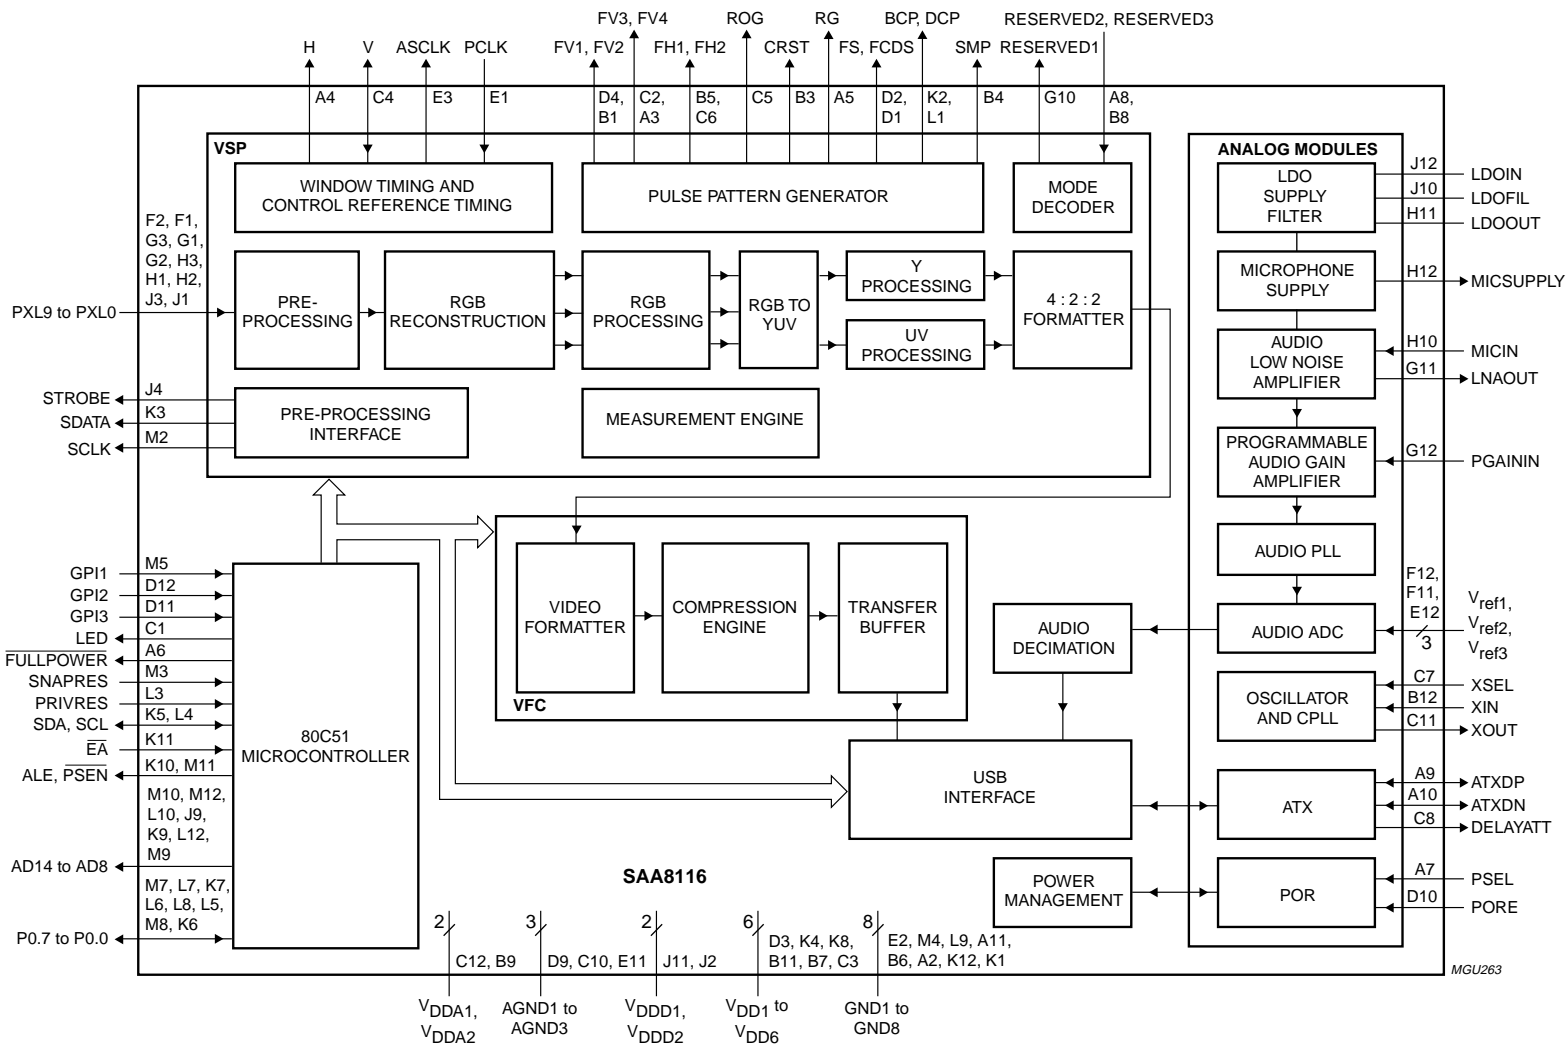 FV3, FV4
ROG
RG
BCP, DCP
RESERVED2, RESERVED3
H
V
ASCLK
PCLK
FV1, FV2
FH1, FH2
CRST
FS, FCDS
SMP
RESERVED1
A4
C4
E3
E1
D4,
B1
C2,
A3
B5,
C6
C5
B3
A5
D2,
D1
K2,
L1
B4
G10
A8,
B8
VSP
WINDOW TIMING AND
CONTROL REFERENCE TIMING
PULSE PATTERN GENERATOR
MODE
DECODER
F2, F1,
G3, G1,
G2, H3,
H1, H2,
J3, J1
PXL9 to PXL0
PRE-
PROCESSING
RGB
RECONSTRUCTION
RGB
PROCESSING
RGB TO
YUV
Y
PROCESSING
UV
PROCESSING
4 : 2 : 2
FORMATTER
STROBE
J4
SDATA
K3
SCLK
M2
PRE-PROCESSING
INTERFACE
MEASUREMENT ENGINE
ANALOG MODULES
LDO
SUPPLY
FILTER
J12
LDOIN
J10
LDOFIL
H11
LDOOUT
MICROPHONE
SUPPLY
H12
MICSUPPLY
AUDIO
LOW NOISE
AMPLIFIER
H10
MICIN
G11
LNAOUT
PROGRAMMABLE
AUDIO GAIN
AMPLIFIER
G12
PGAININ
AUDIO PLL
AUDIO ADC
F12,
F11,
E12
3
Vref1,
Vref2,
Vref3
OSCILLATOR
AND CPLL
C7
XSEL
B12
XIN
C11
XOUT
ATX
A9
ATXDP
A10
ATXDN
C8
DELAYATT
POR
A7
PSEL
D10
PORE
GPI1
M5
GPI2
D12
GPI3
D11
LED
C1
FULLPOWER
A6
SNAPRES
M3
PRIVRES
L3
SDA, SCL
K5, L4
EA
K11
ALE, PSEN
K10, M11
M10, M12,
L10, J9,
K9, L12,
M9
AD14 to AD8
M7, L7, K7,
L6, L8, L5,
M8, K6
P0.7 to P0.0
80C51
MICROCONTROLLER
VIDEO
FORMATTER
COMPRESSION
ENGINE
TRANSFER
BUFFER
VFC
AUDIO
DECIMATION
USB
INTERFACE
POWER
MANAGEMENT
SAA8116
2
C12, B9
VDDA1,
VDDA2
3
D9, C10, E11
AGND1 to
AGND3
2
J11, J2
VDDD1,
VDDD2
6
D3, K4, K8,
B11, B7, C3
VDD1 to
VDD6
8
E2, M4, L9, A11,
B6, A2, K12, K1
GND1 to
GND8
MGU263